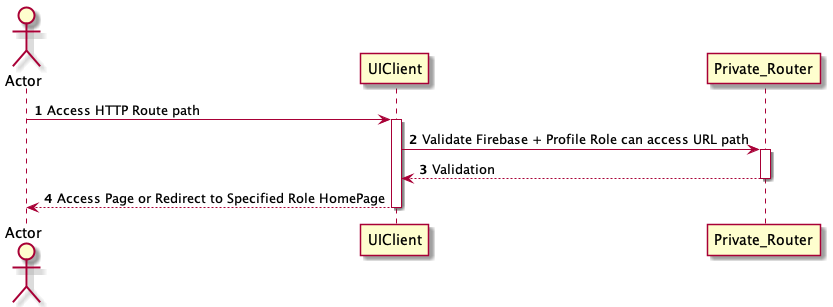 Actor
UIClient
Private_Router
1 Access HTTP Route path
2 Validate Firebase + Profile Role can access URL path
3 Validation
4 Access Page or Redirect to Specified Role HomePage
Actor
UIClient
Private_Router